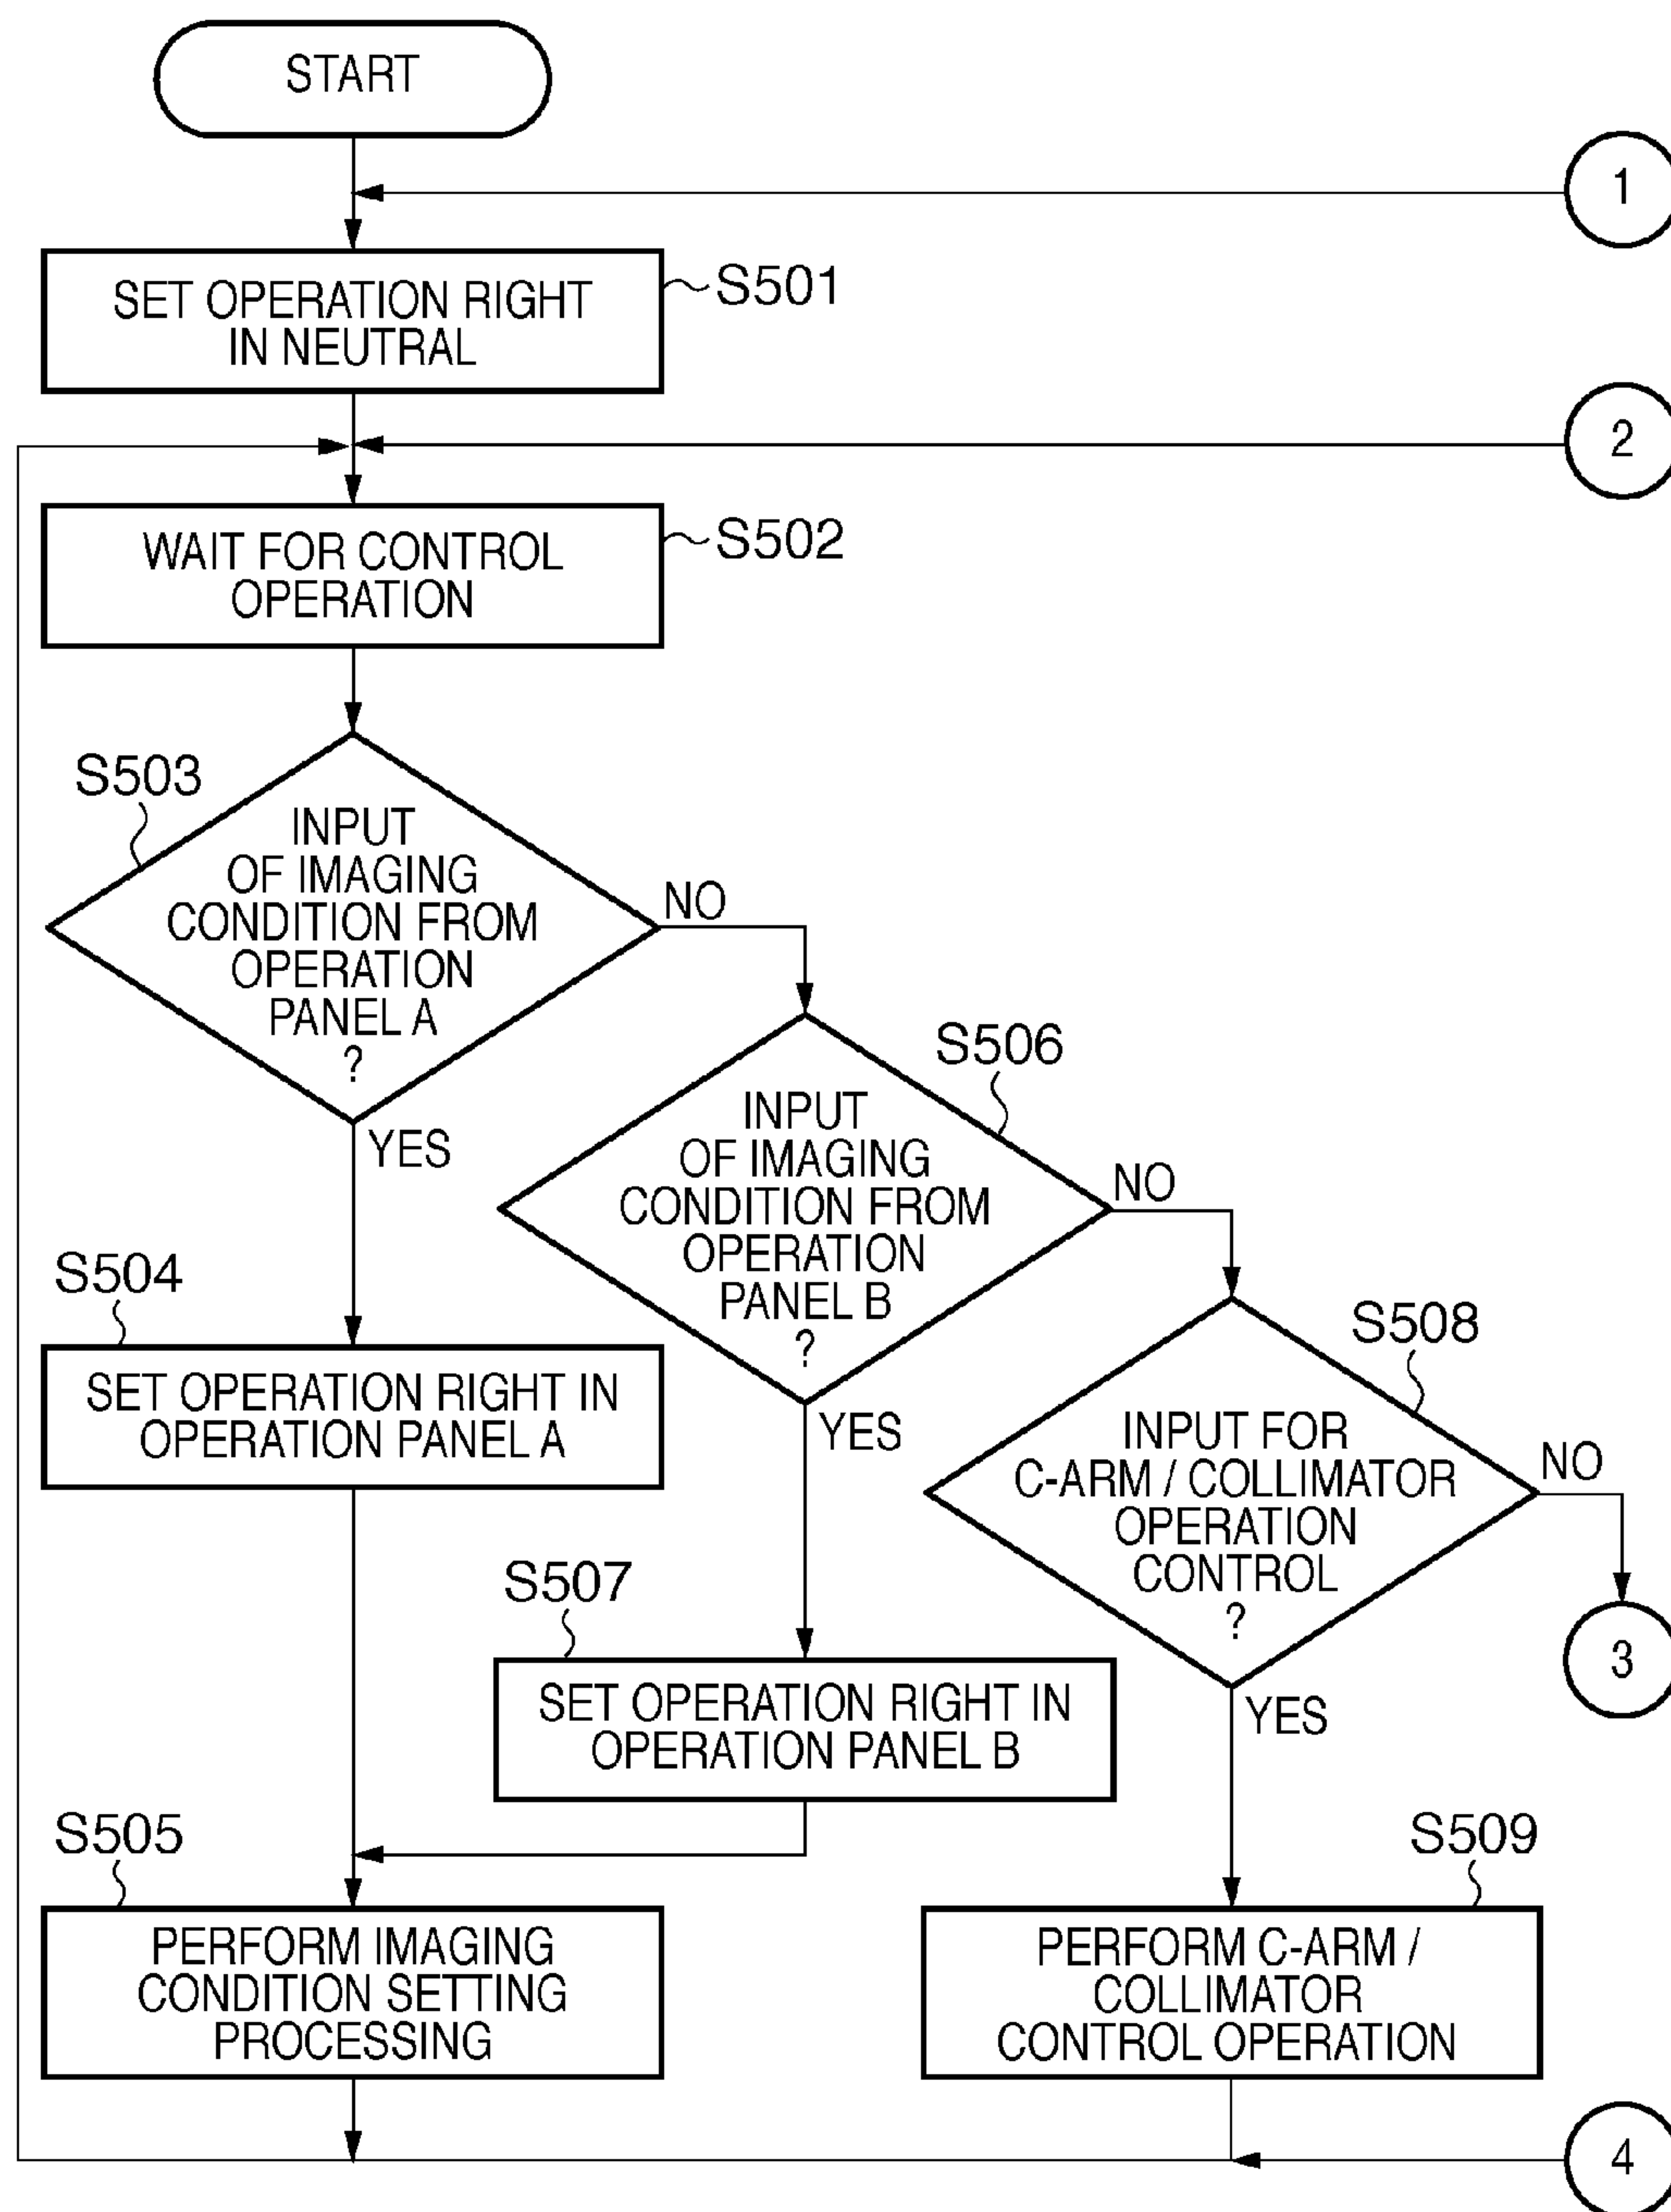 START
1
SET OPERATION RIGHT
IN NEUTRAL
S501
2
WAIT FOR CONTROL
OPERATION
S502
S503
INPUT
OF IMAGING
CONDITION FROM
OPERATION
PANEL A
?
NO
YES
S506
INPUT
OF IMAGING
CONDITION FROM
OPERATION
PANEL B
?
NO
YES
S504
SET OPERATION RIGHT IN
OPERATION PANEL A
S508
INPUT FOR
C-ARM / COLLIMATOR
OPERATION
CONTROL
?
NO
YES
3
S507
SET OPERATION RIGHT IN
OPERATION PANEL B
S505
PERFORM IMAGING
CONDITION SETTING
PROCESSING
S509
PERFORM C-ARM /
COLLIMATOR
CONTROL OPERATION
4